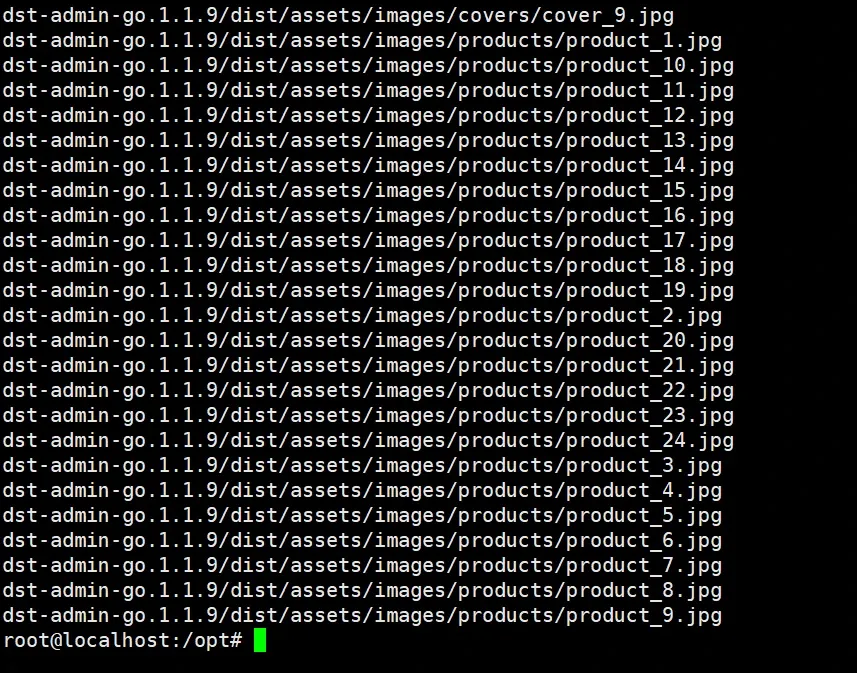 dst-admin-go.1.1.9/dist/assets/images/covers/cover_9.jpg
dst-admin-go.1.1.9/dist/assets/images/products/product_1.jpg
dst-admin-go.1.1.9/dist/assets/images/products/product_10.jpg
dst-admin-go.1.1.9/dist/assets/images/products/product_11.jpg
dst-admin-go.1.1.9/dist/assets/images/products/product_12.jpg
dst-admin-go.1.1.9/dist/assets/images/products/product_13.jpg
dst-admin-go.1.1.9/dist/assets/images/products/product_14.jpg
dst-admin-go.1.1.9/dist/assets/images/products/product_15.jpg
dst-admin-go.1.1.9/dist/assets/images/products/product_16.jpg
dst-admin-go.1.1.9/dist/assets/images/products/product_17.jpg
dst-admin-go.1.1.9/dist/assets/images/products/product_18.jpg
dst-admin-go.1.1.9/dist/assets/images/products/product_19.jpg
dst-admin-go.1.1.9/dist/assets/images/products/product_2.jpg
dst-admin-go.1.1.9/dist/assets/images/products/product_20.jpg
dst-admin-go.1.1.9/dist/assets/images/products/product_21.jpg
dst-admin-go.1.1.9/dist/assets/images/products/product_22.jpg
dst-admin-go.1.1.9/dist/assets/images/products/product_23.jpg
dst-admin-go.1.1.9/dist/assets/images/products/product_24.jpg
dst-admin-go.1.1.9/dist/assets/images/products/product_3.jpg
dst-admin-go.1.1.9/dist/assets/images/products/product_4.jpg
dst-admin-go.1.1.9/dist/assets/images/products/product_5.jpg
dst-admin-go.1.1.9/dist/assets/images/products/product_6.jpg
dst-admin-go.1.1.9/dist/assets/images/products/product_7.jpg
dst-admin-go.1.1.9/dist/assets/images/products/product_8.jpg
dst-admin-go.1.1.9/dist/assets/images/products/product_9.jpg
root@localhost:/opt#